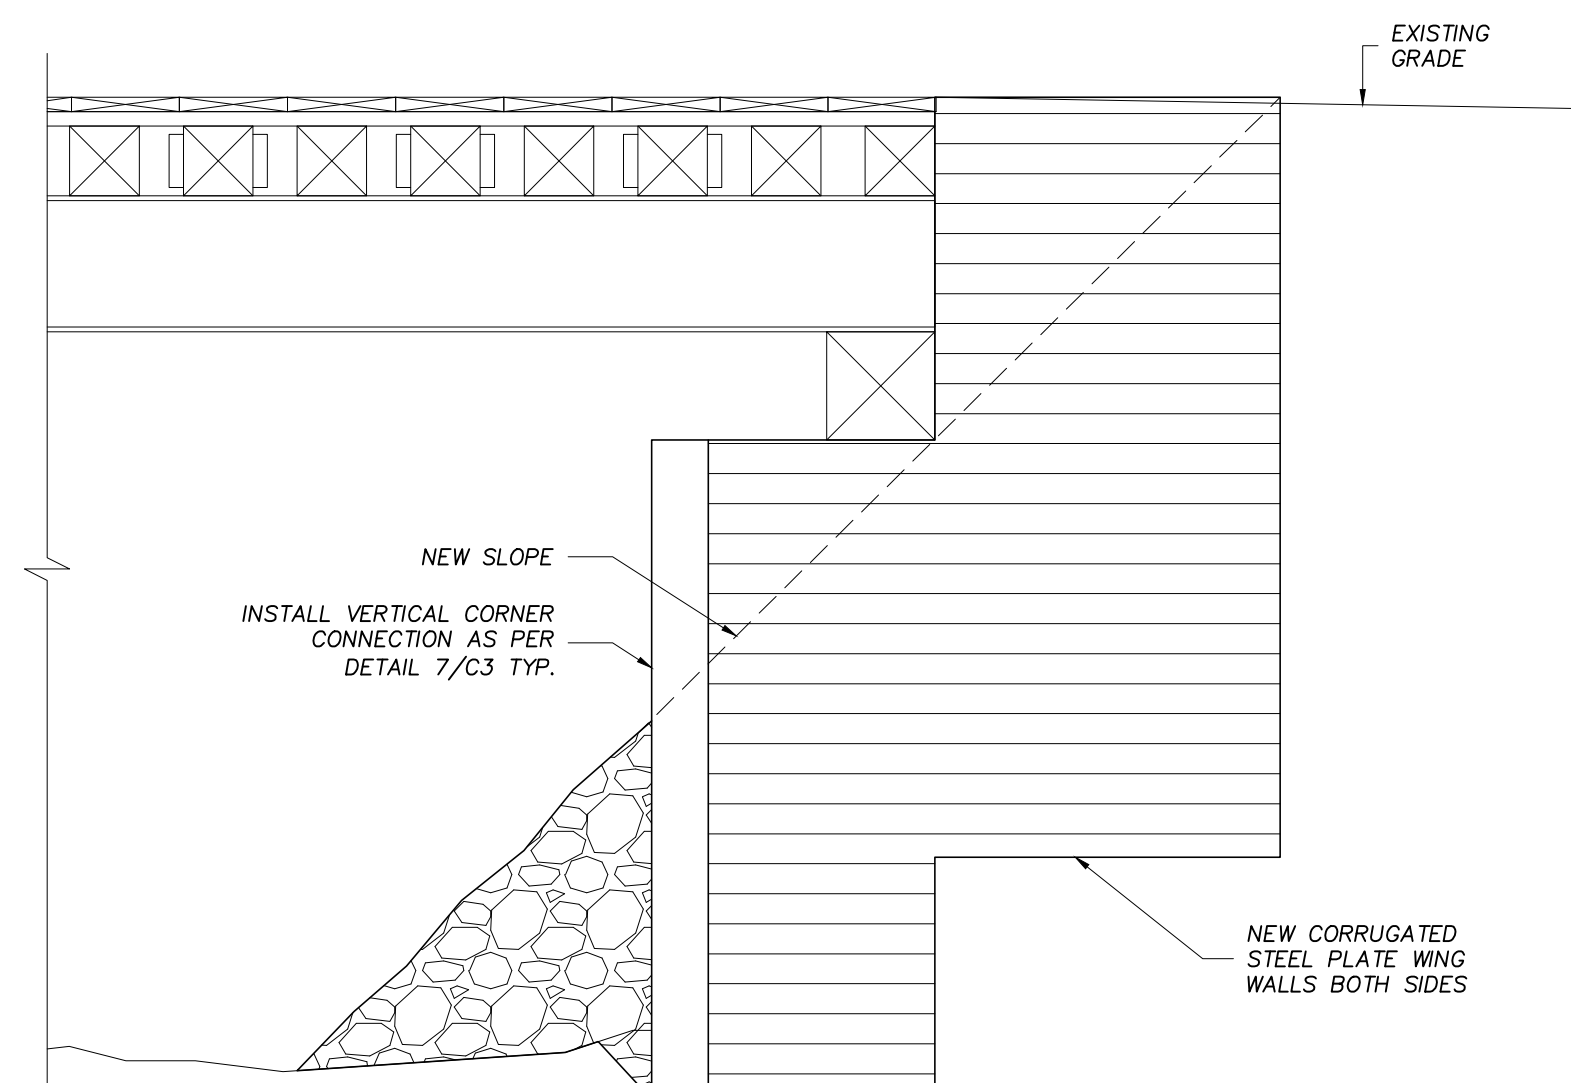 EXISTING
GRADE
NEW SLOPE
INSTALL VERTICAL CORNER
CONNECTION AS PER
DETAIL 7/C3 TYP.
NEW CORRUGATED
STEEL PLATE WING
WALLS BOTH SIDES